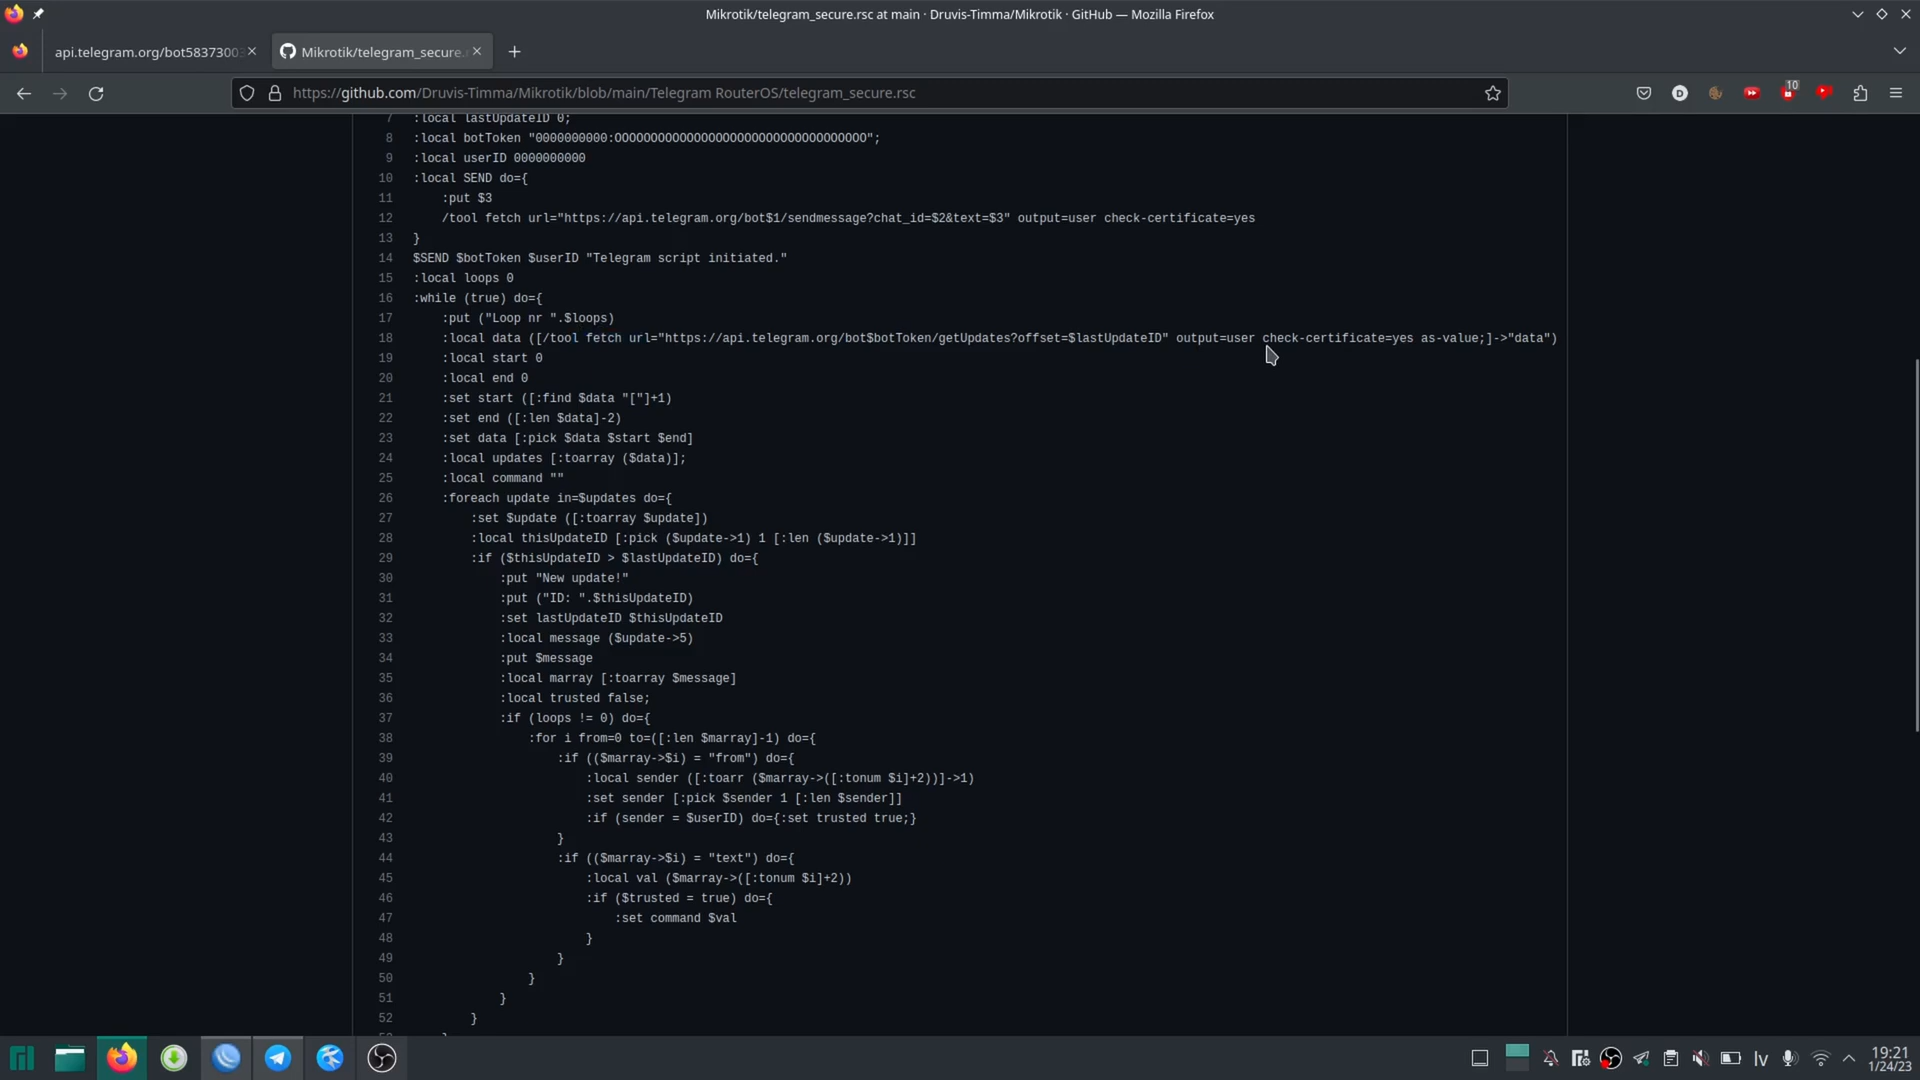 Mikrotik/telegram_secure.rsc at main · Druvis-Timma/Mikrotik · GitHub — Mozilla Firefox
api.telegram.org/bot58373003
Mikrotik/telegram_secure.r
https://github.com/Druvis-Timma/Mikrotik/blob/main/Telegram RouterOS/telegram_secure.rsc
10
7 :local lastUpdateID 0;
8 :local botToken "0000000000:OOOOOOOOOOOOOOOOOOOOOOOOOOOOOOOOOOO";
9 :local userID 0000000000
10 :local SEND do={
11 :put $3
12 /tool fetch url="https://api.telegram.org/bot$1/sendmessage?chat_id=$2&text=$3" output=user check-certificate=yes
13 }
14 $SEND $botToken $userID "Telegram script initiated."
15 :local loops 0
16 :while (true) do={
17 :put ("Loop nr ".$loops)
18 :local data ([/tool fetch url="https://api.telegram.org/bot$botToken/getUpdates?offset=$lastUpdateID" output=user check-certificate=yes as-value;]->"data")
19 :local start 0
20 :local end 0
21 :set start ([:find $data "["]+1)
22 :set end ([:len $data]-2)
23 :set data [:pick $data $start $end]
24 :local updates [:toarray ($data)];
25 :local command ""
26 :foreach update in=$updates do={
27 :set $update ([:toarray $update])
28 :local thisUpdateID [:pick ($update->1) 1 [:len ($update->1)]]
29 :if ($thisUpdateID > $lastUpdateID) do={
30 :put "New update!"
31 :put ("ID: ".$thisUpdateID)
32 :set lastUpdateID $thisUpdateID
33 :local message ($update->5)
34 :put $message
35 :local marray [:toarray $message]
36 :local trusted false;
37 :if (loops != 0) do={
38 :for i from=0 to=([:len $marray]-1) do={
39 :if (($marray->$i) = "from") do={
40 :local sender ([:toarr ($marray->([:tonum $i]+2))]->1)
41 :set sender [:pick $sender 1 [:len $sender]]
42 :if (sender = $userID) do={:set trusted true;}
43 }
44 :if (($marray->$i) = "text") do={
45 :local val ($marray->([:tonum $i]+2))
46 :if ($trusted = true) do={
47 :set command $val
48 }
49 }
50 }
51 }
52 }
lv
19:21
1/24/23